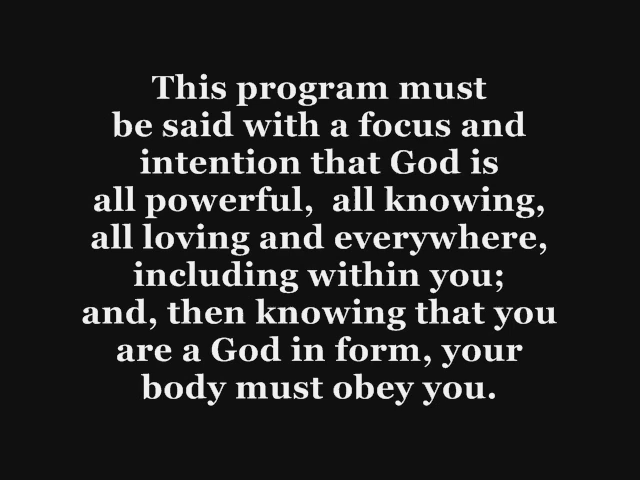 This program must
be said with a focus and
intention that God is
all powerful,  all knowing,
all loving and everywhere,
including within you;
and, then knowing that you
are a God in form, your
body must obey you.